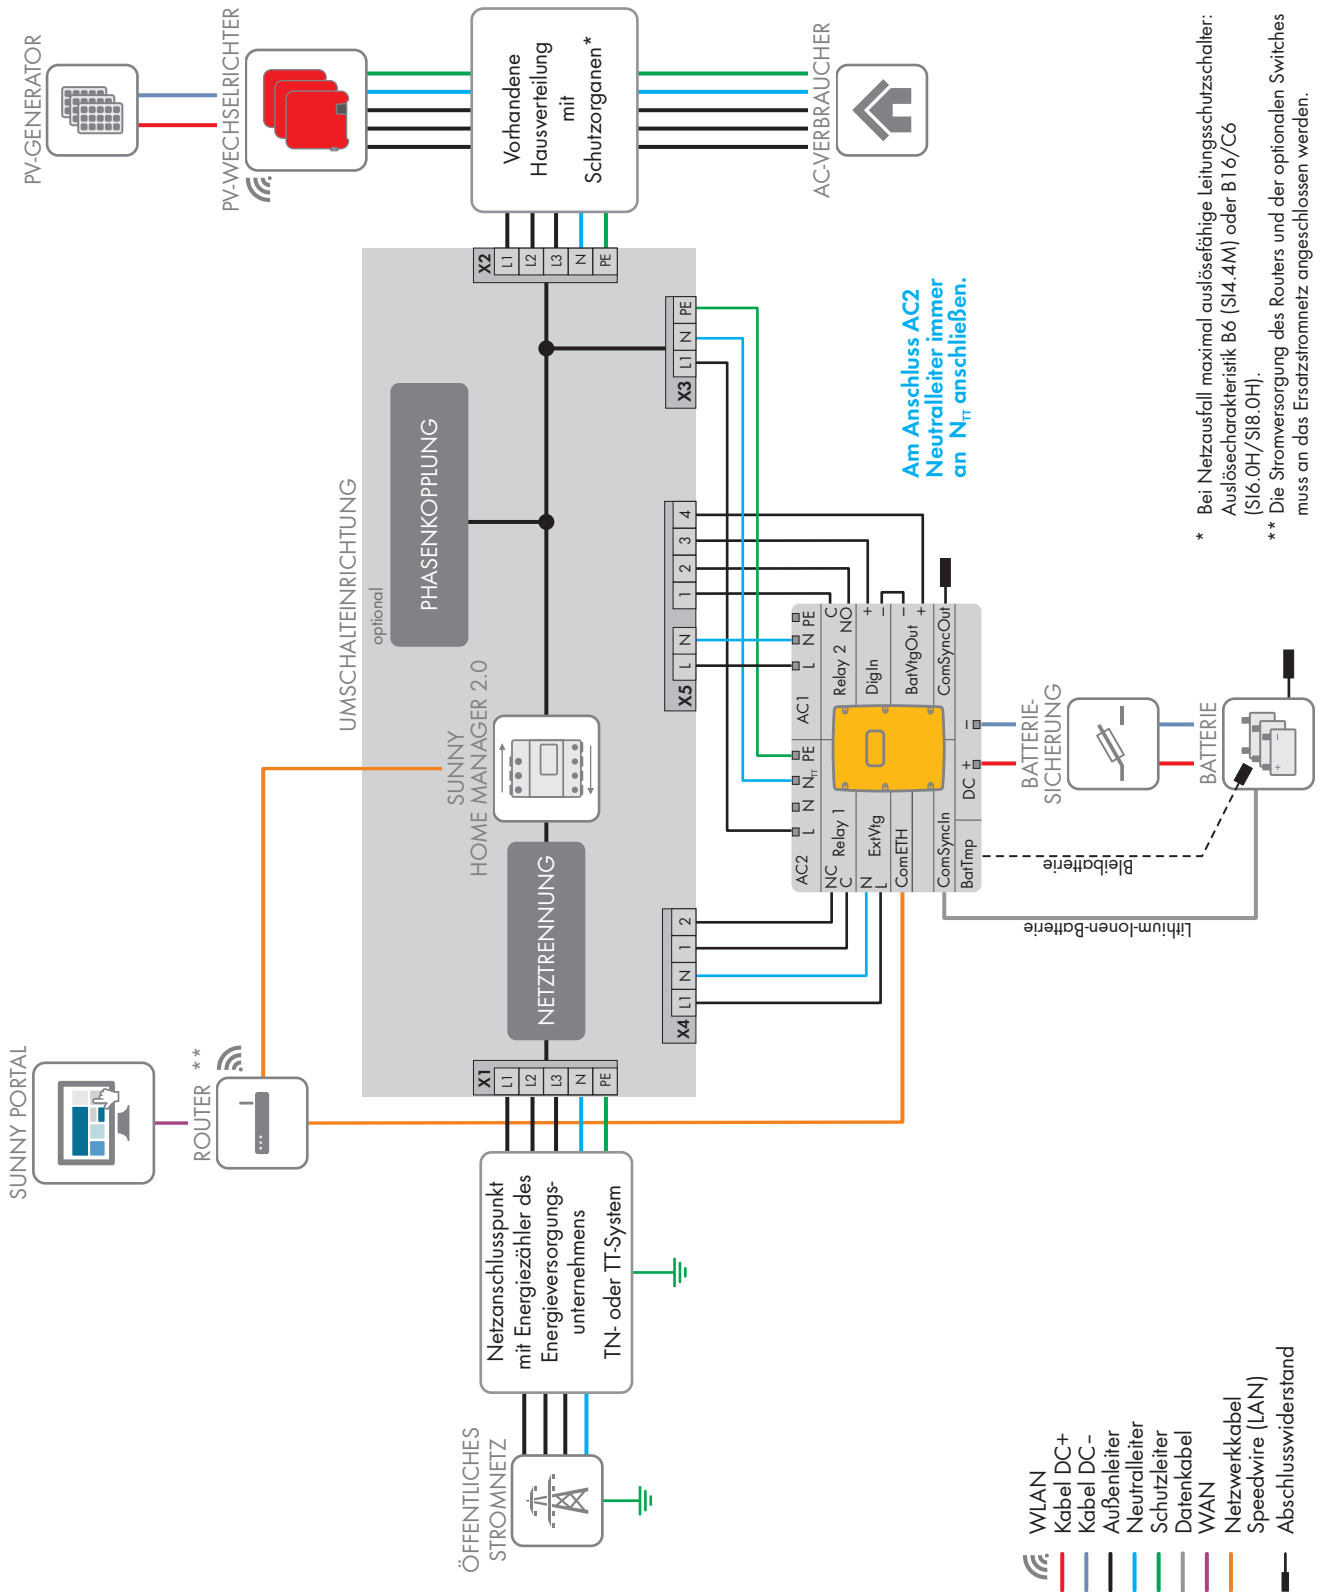 SUNNY PORTAL
ROUTER **
PV-GENERATOR
PV-WECHSELRICHTER
UMSCHALTEINRICHTUNG
optional
PHASENKOPPLUNG
SUNNY
HOME MANAGER 2.0
NETZTRENNUNG
ÖFFENTLICHES
STROMNETZ
Netzanschlusspunkt
mit Energiezähler des
Energieversorgungs-
unternehmens
TN- oder TT-System
X1
L1
L2
L3
N
PE
X2
L1
L2
L3
N
PE
Vorhandene
Hausverteilung
mit
Schutzorganen*
AC-VERBRAUCHER
X4
L1
N
1
2
X5
L
N
1
2
3
4
X3
L1
N
PE
Am Anschluss AC2
Neutralleiter immer
an NTT anschließen.
AC2
L
N
NTT
PE
AC1
L
N
PE
NC
C
Relay 1
Relay 2
C
NO
N
L
ExtVtg
DigIn
+
–
ComETH
BatVtgOut
–
+
ComSyncIn
ComSyncOut
BatTmp
DC
+
–
Bleibatterie
Lithium-Ionen-Batterie
BATTERIE-
SICHERUNG
BATTERIE
WLAN
Kabel DC+
Kabel DC–
Außenleiter
Neutralleiter
Schutzleiter
Datenkabel
WAN
Netzwerkkabel
Speedwire (LAN)
Abschlusswiderstand
* Bei Netzausfall maximal auslösefähige Leitungsschutzschalter:
Auslösecharakteristik B6 (SI4.4M) oder B16/C6
(SI6.0H/SI8.0H).
** Die Stromversorgung des Routers und der optionalen Switches
muss an das Ersatzstromnetz angeschlossen werden.